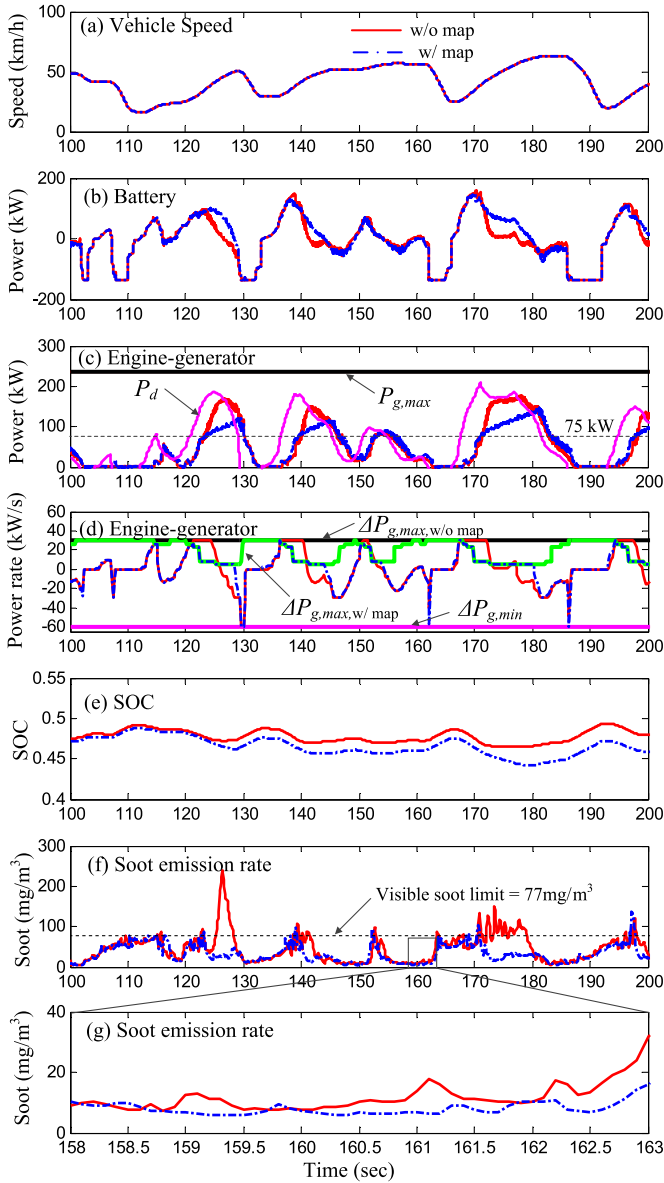 (a) Vehicle Speed
w/o map
w/ map
Speed (km/h)
100
50
0
100 110 120 130 140 150 160 170 180 190 200
(b) Battery
Power (kW)
200
0
-200
100 110 120 130 140 150 160 170 180 190 200
(c) Engine-generator
Power (kW)
300
200
100
0
P_d
P_g,max
75 kW
100 110 120 130 140 150 160 170 180 190 200
(d) Engine-generator
Power rate (kW/s)
60
40
20
0
-20
-40
-60
ΔP_g,max,w/o map
ΔP_g,max,w/ map
ΔP_g,min
100 110 120 130 140 150 160 170 180 190 200
(e) SOC
SOC
0.55
0.5
0.45
0.4
100 110 120 130 140 150 160 170 180 190 200
(f) Soot emission rate
Soot (mg/m³)
300
200
100
0
Visible soot limit = 77mg/m³
100 110 120 130 140 150 160 170 180 190 200
(g) Soot emission rate
Soot (mg/m³)
40
20
0
158 158.5 159 159.5 160 160.5 161 161.5 162 162.5 163
Time (sec)